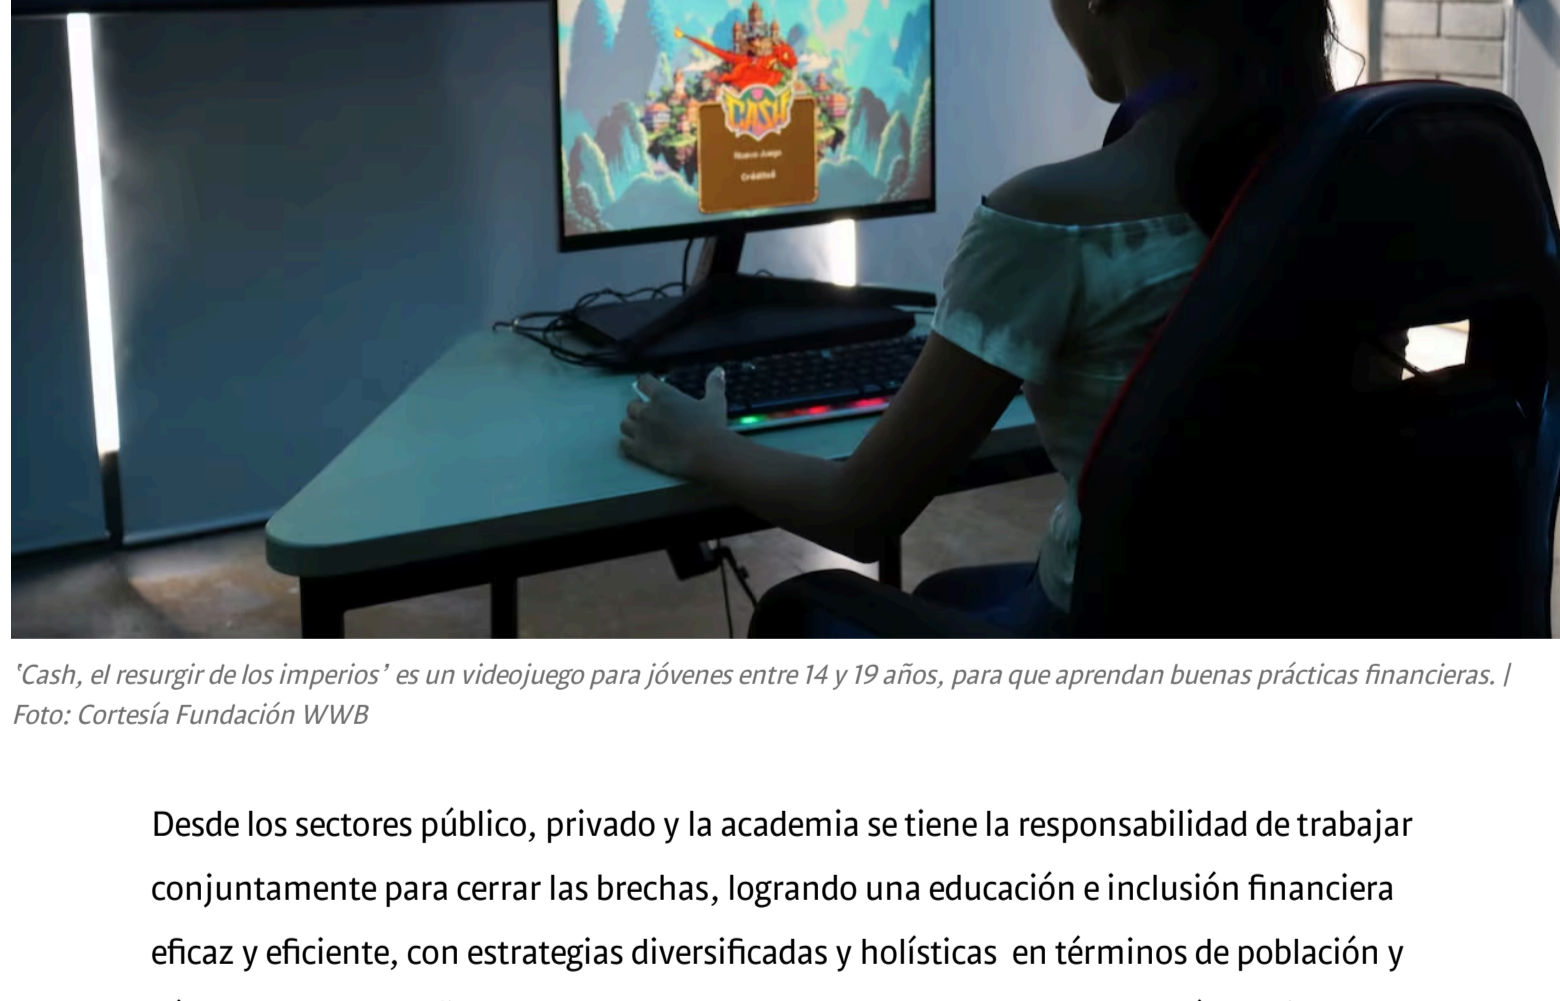 CASH
Nuevo Juego
Créditos
‘Cash, el resurgir de los imperios’ es un videojuego para jóvenes entre 14 y 19 años, para que aprendan buenas prácticas financieras. |
Foto: Cortesía Fundación WWB
Desde los sectores público, privado y la academia se tiene la responsabilidad de trabajar
conjuntamente para cerrar las brechas, logrando una educación e inclusión financiera
eficaz y eficiente, con estrategias diversificadas y holísticas en términos de población y